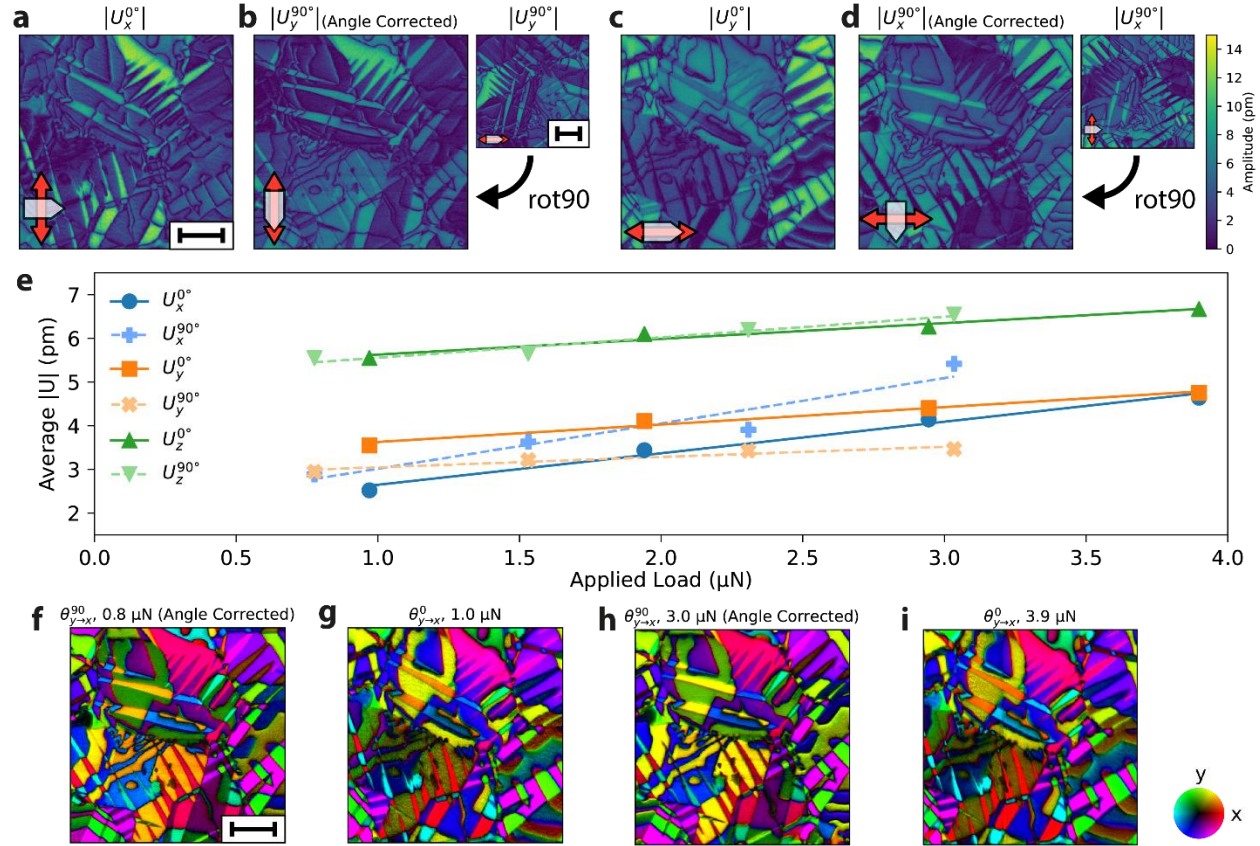 a |U_x^{0°}|
b |U_y^{90°}| (Angle Corrected)
|U_y^{90°}|
c |U_y^{0°}|
d |U_x^{90°}| (Angle Corrected)
|U_x^{90°}|
rot90
rot90
14
12
10
8
6
4
2
0
Amplitude (pm)
e
U_x^{0°}
U_x^{90°}
U_y^{0°}
U_y^{90°}
U_z^{0°}
U_z^{90°}
7
6
5
4
3
2
Average |U| (pm)
0.0 0.5 1.0 1.5 2.0 2.5 3.0 3.5 4.0
Applied Load (μN)
f θ_{y→x}^{90}, 0.8 μN (Angle Corrected)
g θ_{y→x}^{0}, 1.0 μN
h θ_{y→x}^{90}, 3.0 μN (Angle Corrected)
i θ_{y→x}^{0}, 3.9 μN
y
x